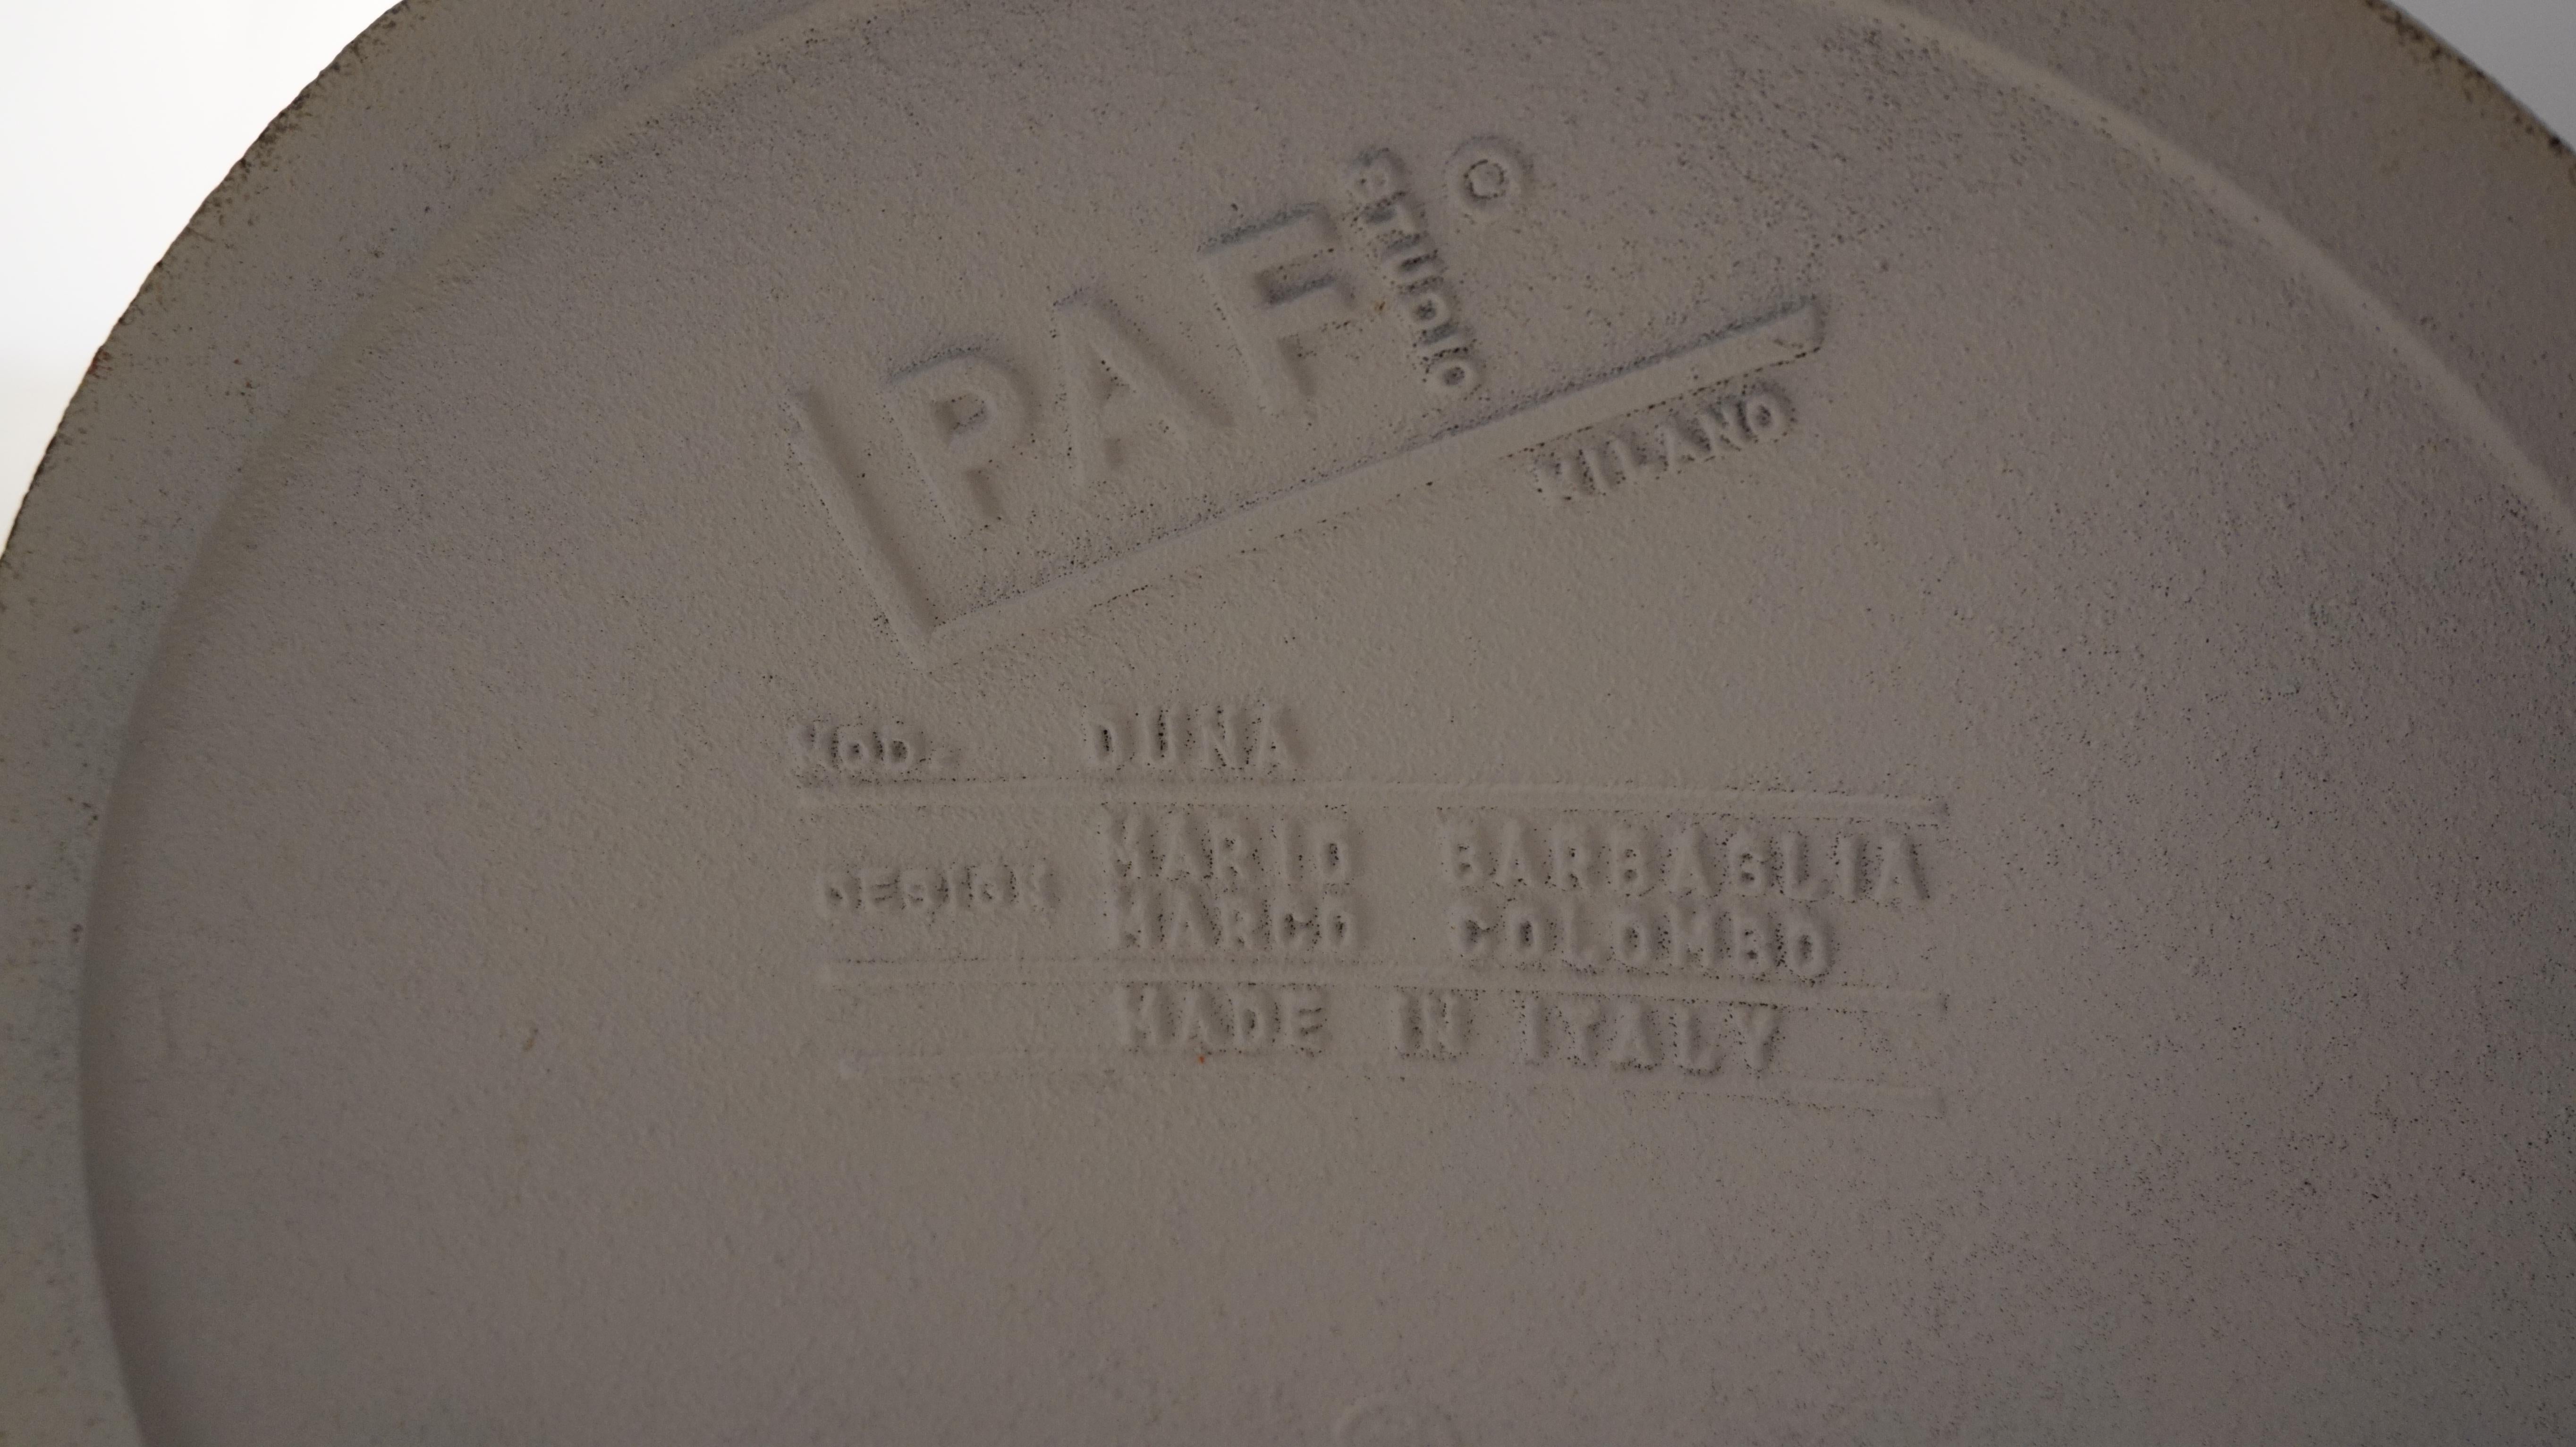 PAF STUDIO
MILANO
MOD. DUNA
DESIGN MARIO BARBAGLIA
MARCO COLOMBO
MADE IN ITALY